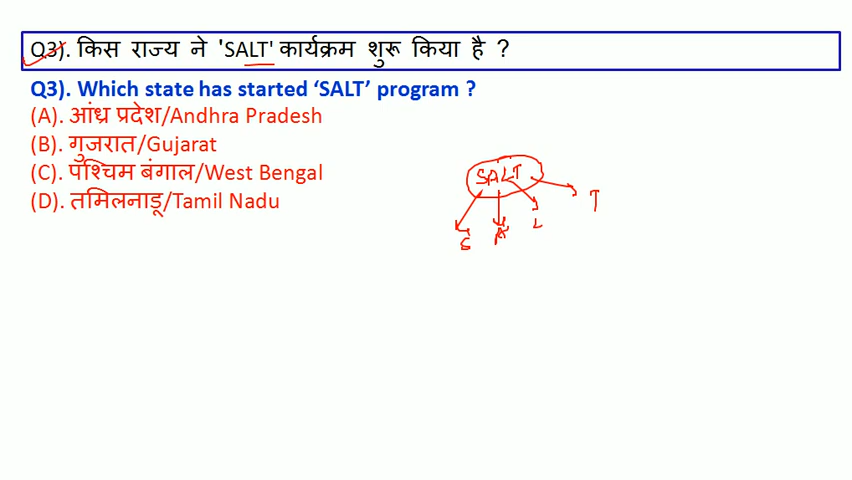 Q3). किस राज्य ने 'SALT' कार्यक्रम शुरू किया है ?
Q3). Which state has started ‘SALT’ program ?
(A). आंध्र प्रदेश/Andhra Pradesh
(B). गुजरात/Gujarat
(C). पश्चिम बंगाल/West Bengal
(D). तमिलनाडू/Tamil Nadu
SALT
S A L T